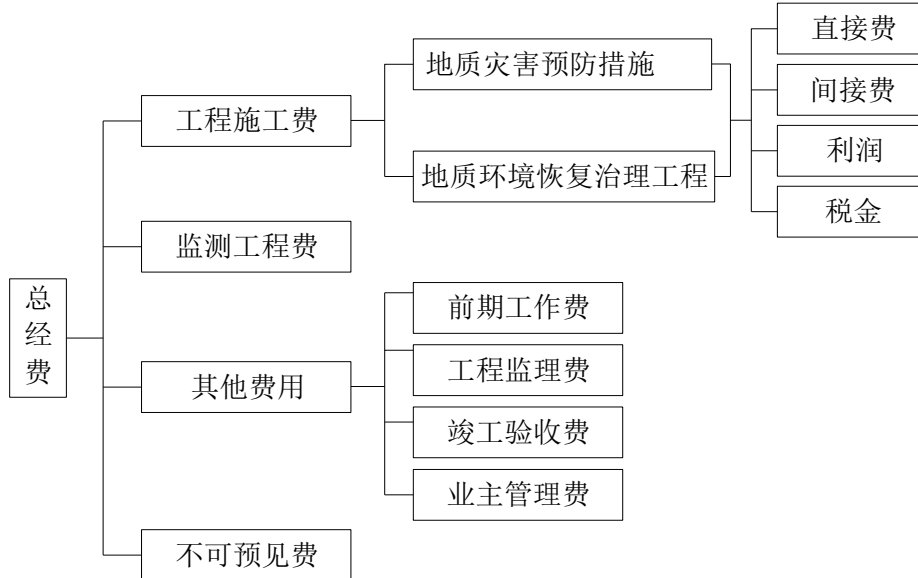 总
经
费
工程施工费
监测工程费
其他费用
不可预见费
地质灾害预防措施
地质环境恢复治理工程
前期工作费
工程监理费
竣工验收费
业主管理费
直接费
间接费
利润
税金